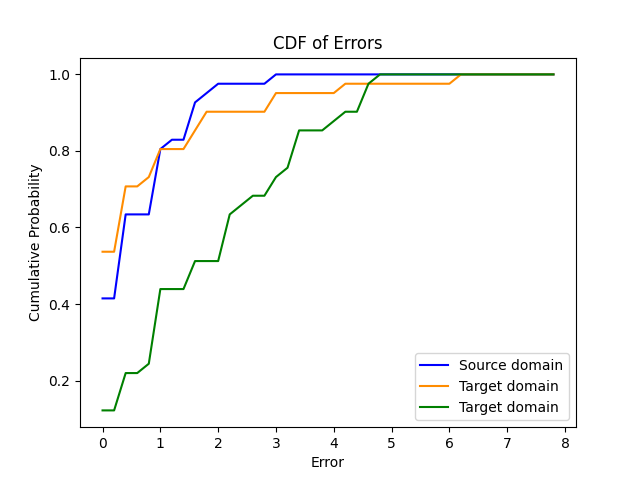 CDF of Errors
1.0
0.8
0.6
0.4
0.2
Cumulative Probability
0 1 2 3 4 5 6 7 8
Error
Source domain
Target domain
Target domain